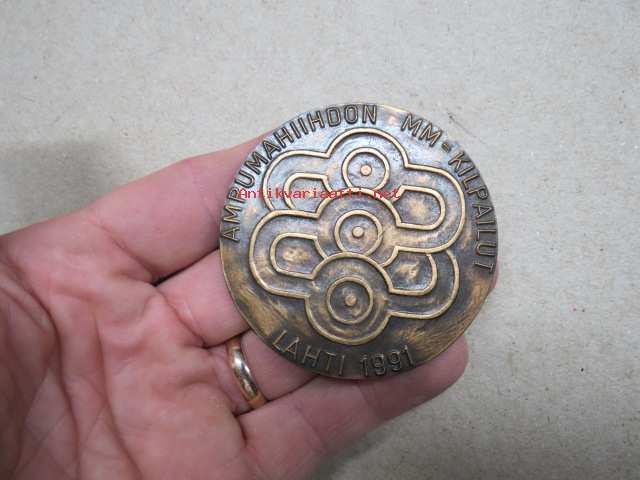 AMPUMAHIIHDON MM-KILPAILUT
Antikvariaatti.net
LAHTI 1991